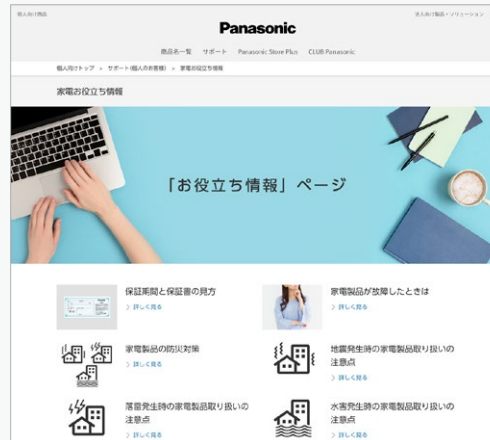 個人向け商品
法人向け製品・ソリューション
Panasonic
商品名一覧 サポート Panasonic Store Plus CLUB Panasonic
個人向けトップ > サポート(個人のお客様) > 家電お役立ち情報
家電お役立ち情報
「お役立ち情報」ページ
保証期間と保証書の見方
> 詳しく見る
家電製品が故障したときは
> 詳しく見る
家電製品の防災対策
> 詳しく見る
地震発生時の家電製品取り扱いの
注意点
> 詳しく見る
落雷発生時の家電製品取り扱いの
注意点
> 詳しく見る
水害発生時の家電製品取り扱いの
注意点
> 詳しく見る